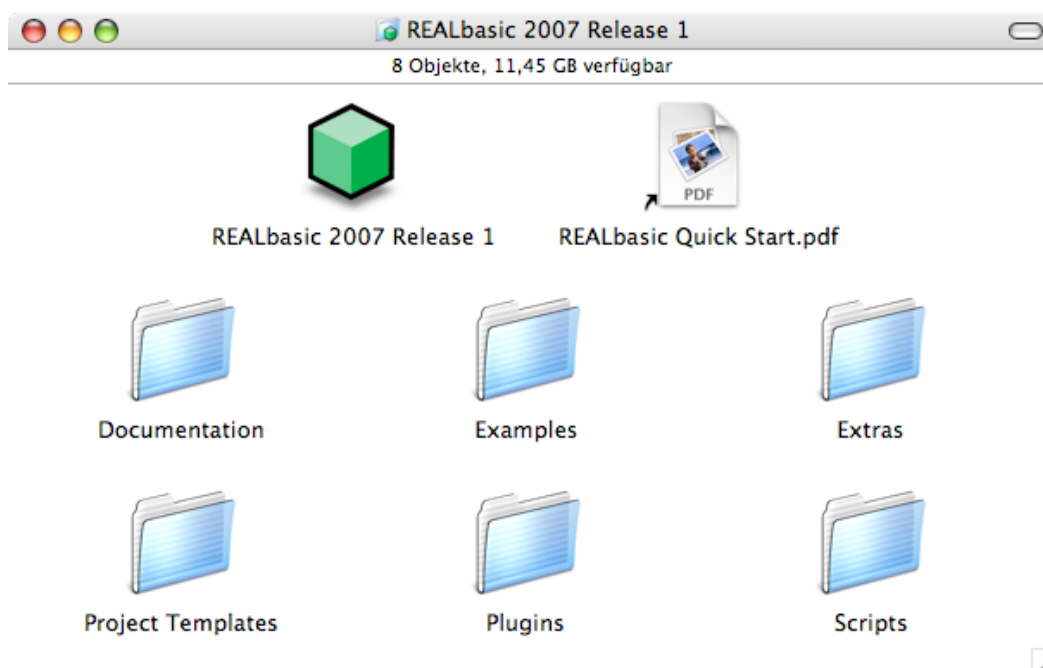 REALbasic 2007 Release 1
8 Objekte, 11,45 GB verfügbar
PDF
REALbasic 2007 Release 1
REALbasic Quick Start.pdf
Documentation
Examples
Extras
Project Templates
Plugins
Scripts